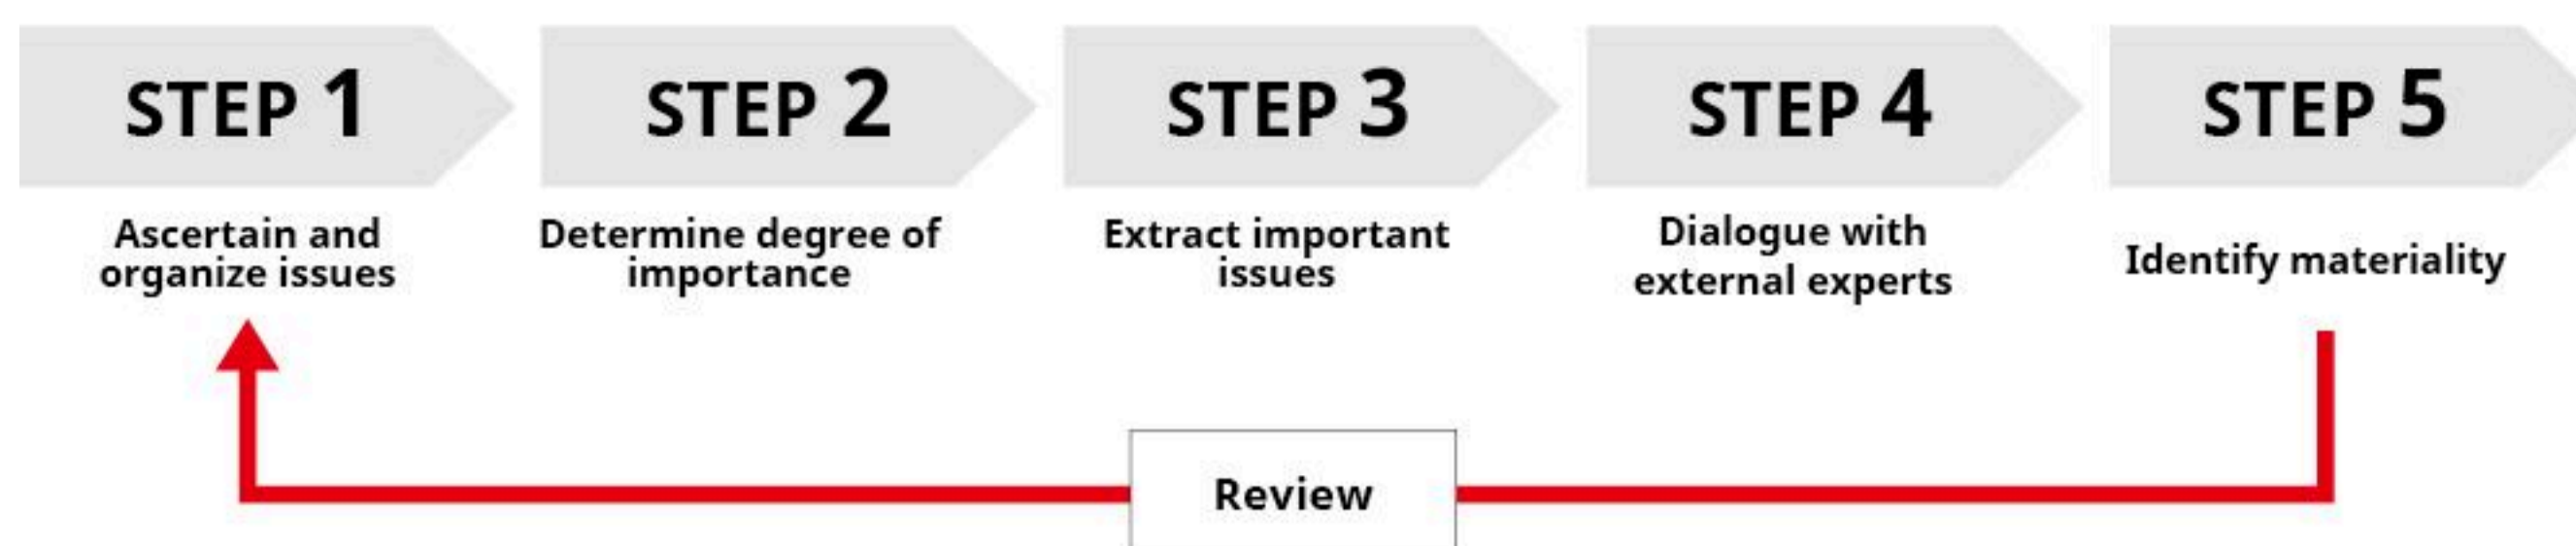 STEP 1
STEP 2
STEP 3
STEP 4
STEP 5
Ascertain and
organize issues
Determine degree of
importance
Extract important
issues
Dialogue with
external experts
Identify materiality
Review